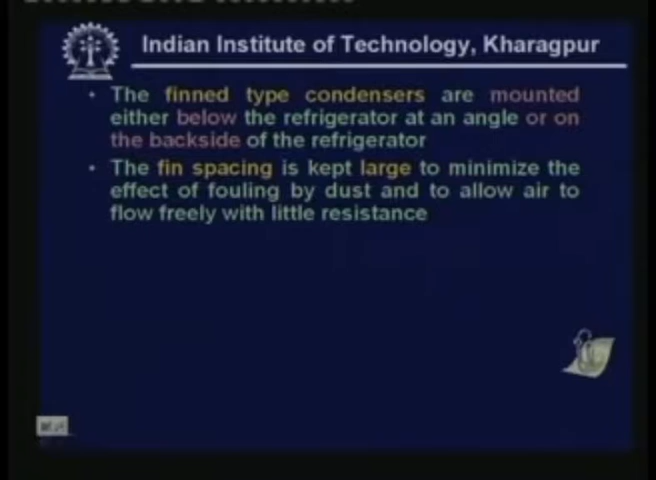 Indian Institute of Technology, Kharagpur
• The finned type condensers are mounted
either below the refrigerator at an angle or on
the backside of the refrigerator
• The fin spacing is kept large to minimize the
effect of fouling by dust and to allow air to
flow freely with little resistance